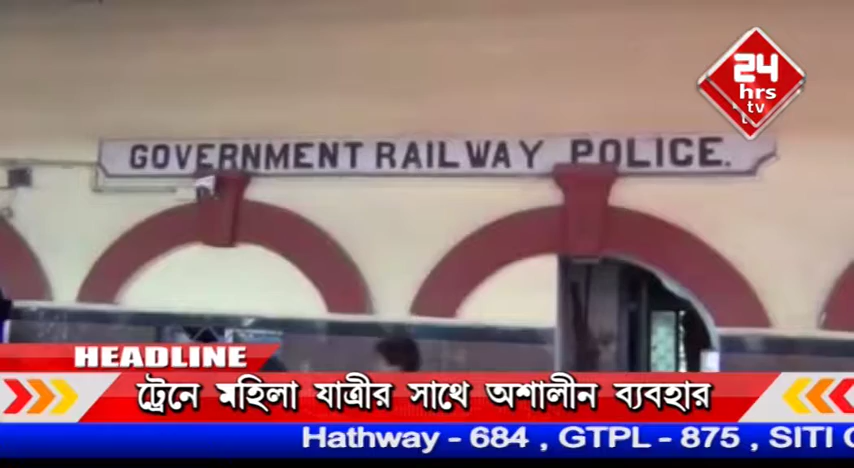 24
hrs
tv
GOVERNMENT RAILWAY POLICE.
HEADLINE
ট্রেনে মহিলা যাত্রীর সাথে অশালীন ব্যবহার
Hathway - 684 , GTPL - 875 , SITI